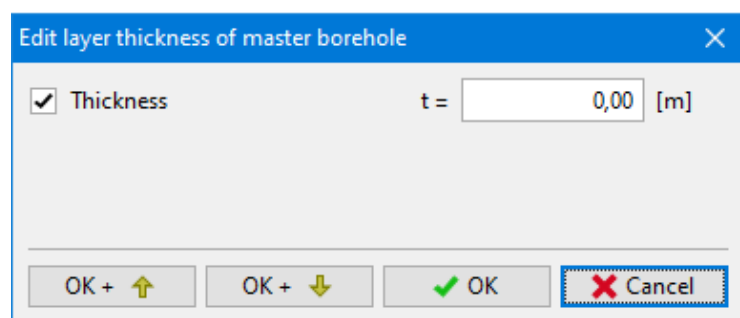 Edit layer thickness of master borehole
Thickness t = 0,00 [m]
OK + OK + OK Cancel